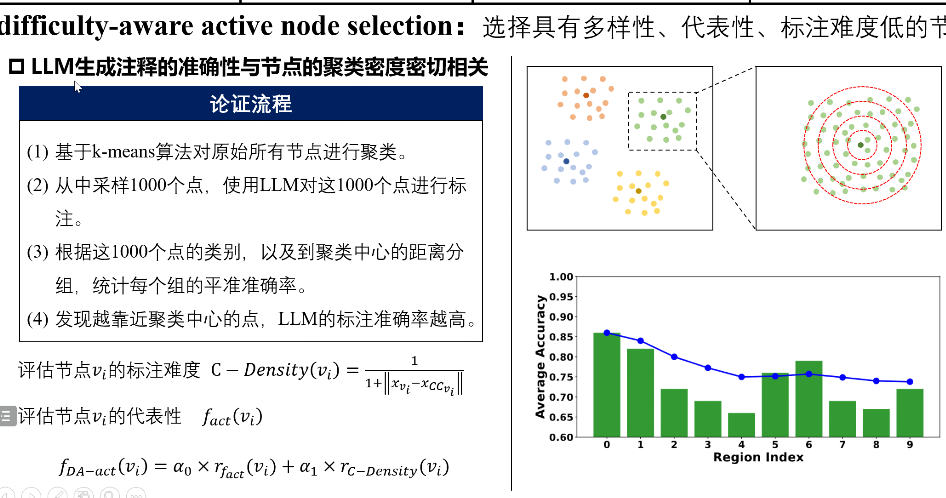 difficulty-aware active node selection：选择具有多样性、代表性、标注难度低的节
LLM生成注释的准确性与节点的聚类密度密切相关
论证流程
(1) 基于k-means算法对原始所有节点进行聚类。
(2) 从中采样1000个点，使用LLM对这1000个点进行标
注。
(3) 根据这1000个点的类别，以及到聚类中心的距离分
组，统计每个组的平准准确率。
(4) 发现越靠近聚类中心的点，LLM的标注准确率越高。
评估节点𝑣ᵢ的标注难度 C − Density(vᵢ) = 1 / (1+‖x_{v_i} − x_{CC_{v_i}}‖)
评估节点𝑣ᵢ的代表性 f_{act}(v_i)
f_{DA−act}(v_i) = α_0 × r_{f_{act}}(v_i) + α_1 × r_{C−Density}(v_i)
Average Accuracy
1.00
0.95
0.90
0.85
0.80
0.75
0.70
0.65
0.60
0 1 2 3 4 5 6 7 8 9
Region Index